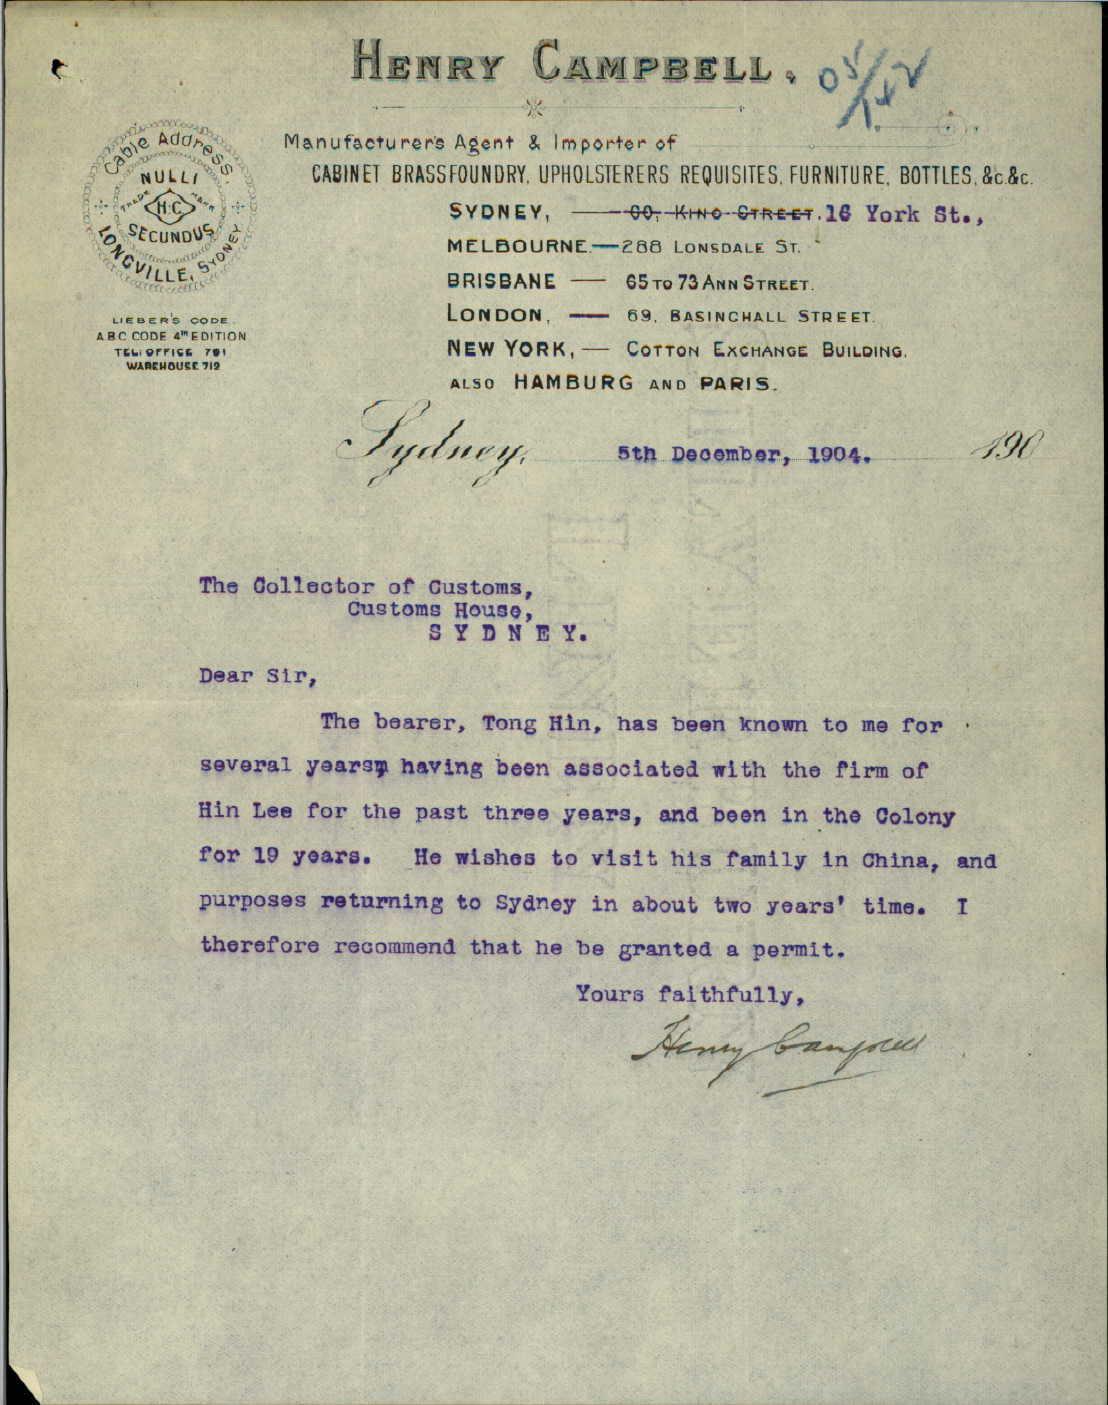 HENRY CAMPBELL.
05/142
Manufacturer's Agent & Importer of
CABINET BRASSFOUNDRY, UPHOLSTERERS REQUISITES, FURNITURE, BOTTLES, &c.&c.
Cable Address.
NULLI
TRADE H.C MARK
SECUNDUS
LONGVILLE, SYDNEY
LIEBER'S CODE.
A B C CODE 4TH EDITION
TEL: OFFICE 791
WAREHOUSE 712
SYDNEY, — 60, KING STREET. 16 York St.,
MELBOURNE.—288 LONSDALE ST.
BRISBANE — 65 TO 73 ANN STREET.
LONDON, — 69, BASINGHALL STREET.
NEW YORK, — COTTON EXCHANGE BUILDING.
ALSO HAMBURG AND PARIS.
Sydney, 5th December, 1904. 190
The Collector of Customs,
Customs House,
S Y D N E Y.
Dear Sir,
The bearer, Tong Hin, has been known to me for
several years, having been associated with the firm of
Hin Lee for the past three years, and been in the Colony
for 19 years. He wishes to visit his family in China, and
purposes returning to Sydney in about two years' time. I
therefore recommend that he be granted a permit.
Yours faithfully,
Henry Campbell